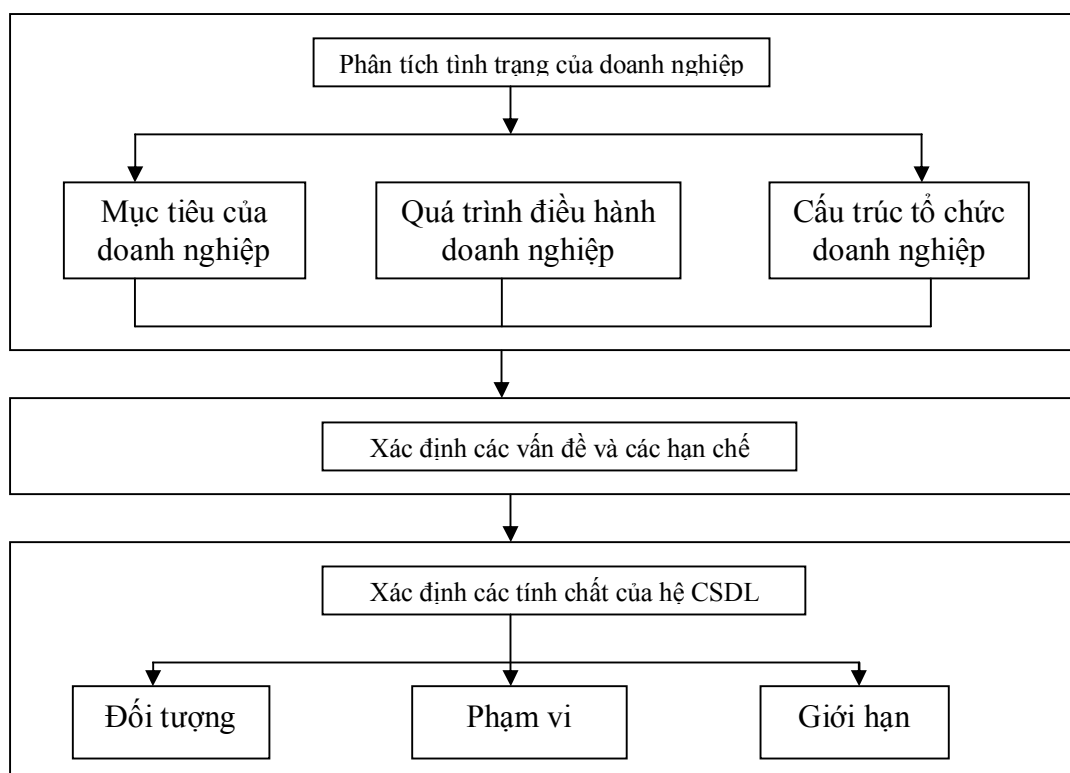 Phân tích tình trạng của doanh nghiệp
Mục tiêu của
doanh nghiệp
Quá trình điều hành
doanh nghiệp
Cấu trúc tổ chức
doanh nghiệp
Xác định các vấn đề và các hạn chế
Xác định các tính chất của hệ CSDL
Đối tượng
Phạm vi
Giới hạn